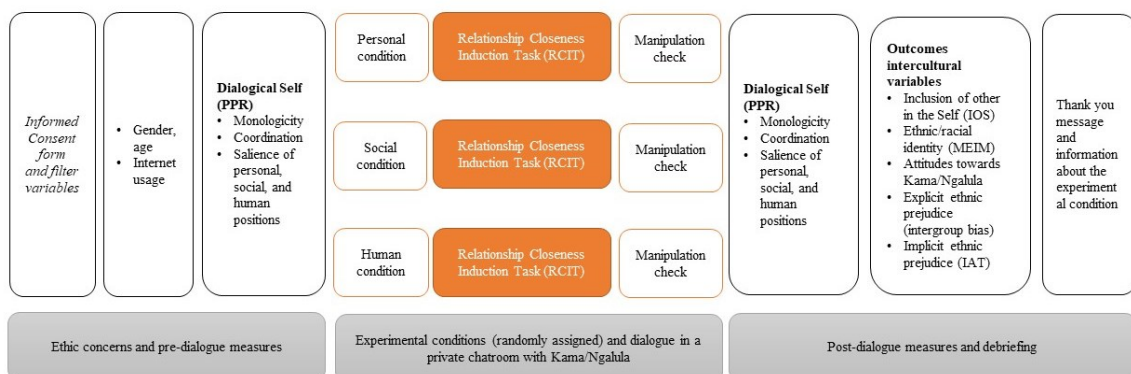 Informed
Consent
form
and filter
variables
• Gender,
age
• Internet
usage
Dialogical Self
(PPR)
• Monologicity
• Coordination
• Salience of
personal,
social, and
human
positions
Personal
condition
Relationship Closeness
Induction Task (RCIT)
Manipulation
check
Social
condition
Relationship Closeness
Induction Task (RCIT)
Manipulation
check
Human
condition
Relationship Closeness
Induction Task (RCIT)
Manipulation
check
Dialogical Self
(PPR)
• Monologicity
• Coordination
• Salience of
personal,
social, and
human
positions
Outcomes
intercultural
variables
• Inclusion of other
in the Self (IOS)
• Ethnic/racial
identity (MEIM)
• Attitudes towards
Kama/Ngalula
• Explicit ethnic
prejudice
(intergroup bias)
• Implicit ethnic
prejudice (IAT)
Thank you
message
and
information
about the
experiment
al condition
Ethic concerns and pre-dialogue measures
Experimental conditions (randomly assigned) and dialogue in a
private chatroom with Kama/Ngalula
Post-dialogue measures and debriefing